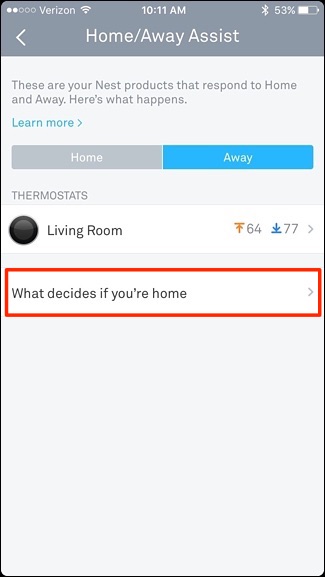 Verizon 10:11 AM 53%
Home/Away Assist
These are your Nest products that respond to Home
and Away. Here's what happens.
Learn more >
Home Away
THERMOSTATS
Living Room 64 77
What decides if you're home